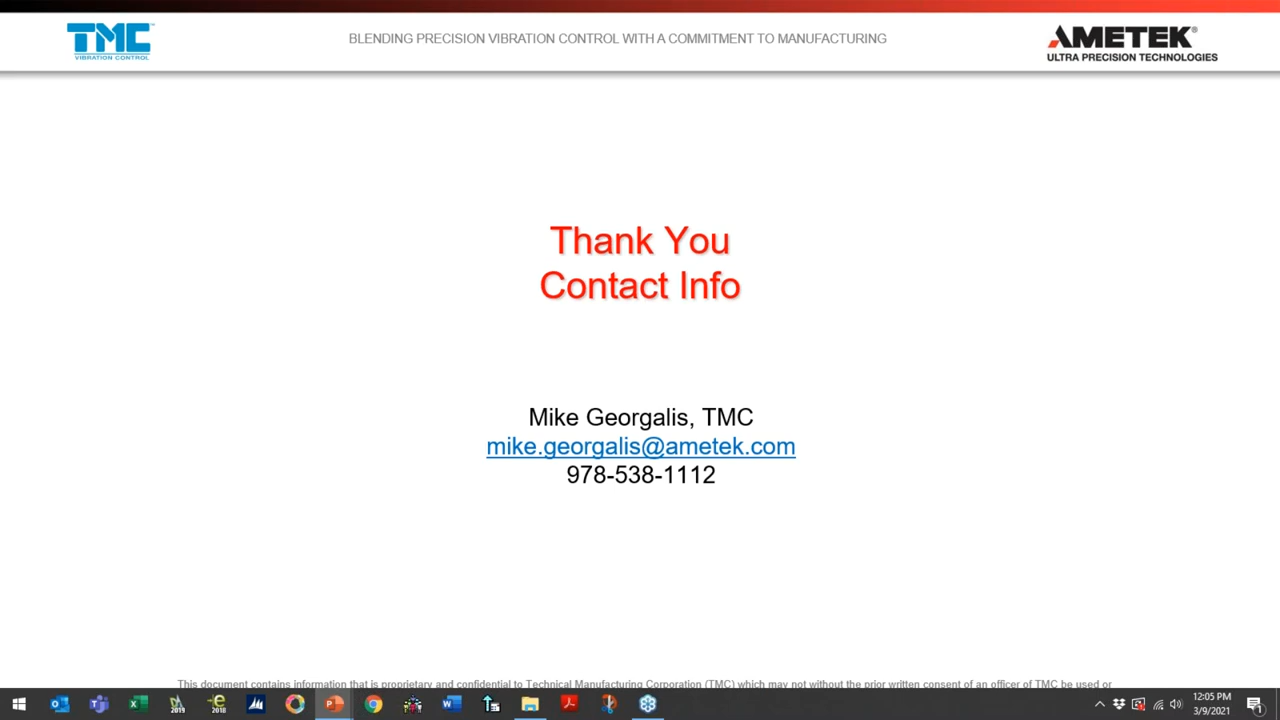 TMC
VIBRATION CONTROL
BLENDING PRECISION VIBRATION CONTROL WITH A COMMITMENT TO MANUFACTURING
AMETEK®
ULTRA PRECISION TECHNOLOGIES
Thank You
Contact Info
Mike Georgalis, TMC
mike.georgalis@ametek.com
978-538-1112
This document contains information that is proprietary and confidential to Technical Manufacturing Corporation (TMC) which may not without the prior written consent of an officer of TMC be used or
2019
2018
12:05 PM
3/9/2021
1